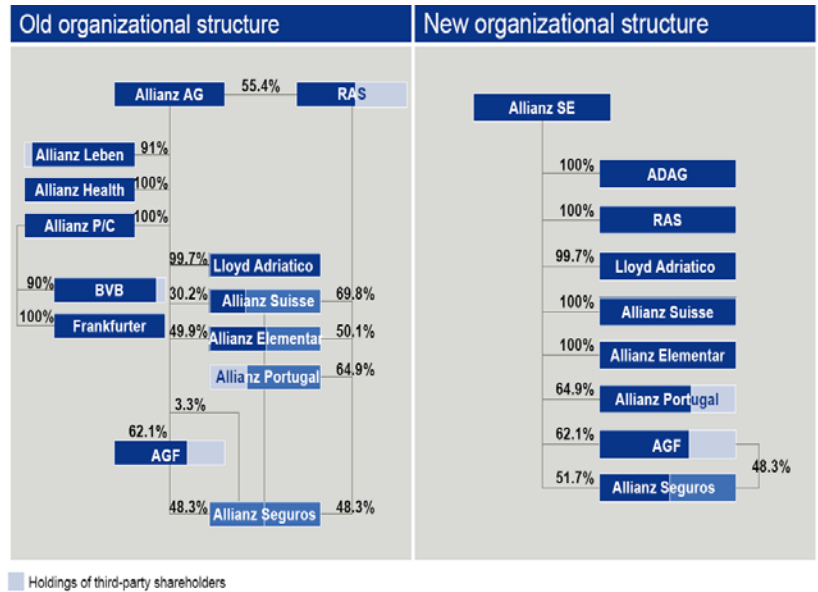 Old organizational structure
Allianz AG
55.4%
RAS
Allianz Leben
91%
Allianz Health
100%
Allianz P/C
100%
90%
BVB
100%
Frankfurter
99.7%
Lloyd Adriatico
30.2%
Allianz Suisse
69.8%
49.9%
Allianz Elementar
50.1%
Allianz Portugal
64.9%
3.3%
62.1%
AGF
48.3%
Allianz Seguros
48.3%
New organizational structure
Allianz SE
100%
ADAG
100%
RAS
99.7%
Lloyd Adriatico
100%
Allianz Suisse
100%
Allianz Elementar
64.9%
Allianz Portugal
62.1%
AGF
48.3%
51.7%
Allianz Seguros
Holdings of third-party shareholders